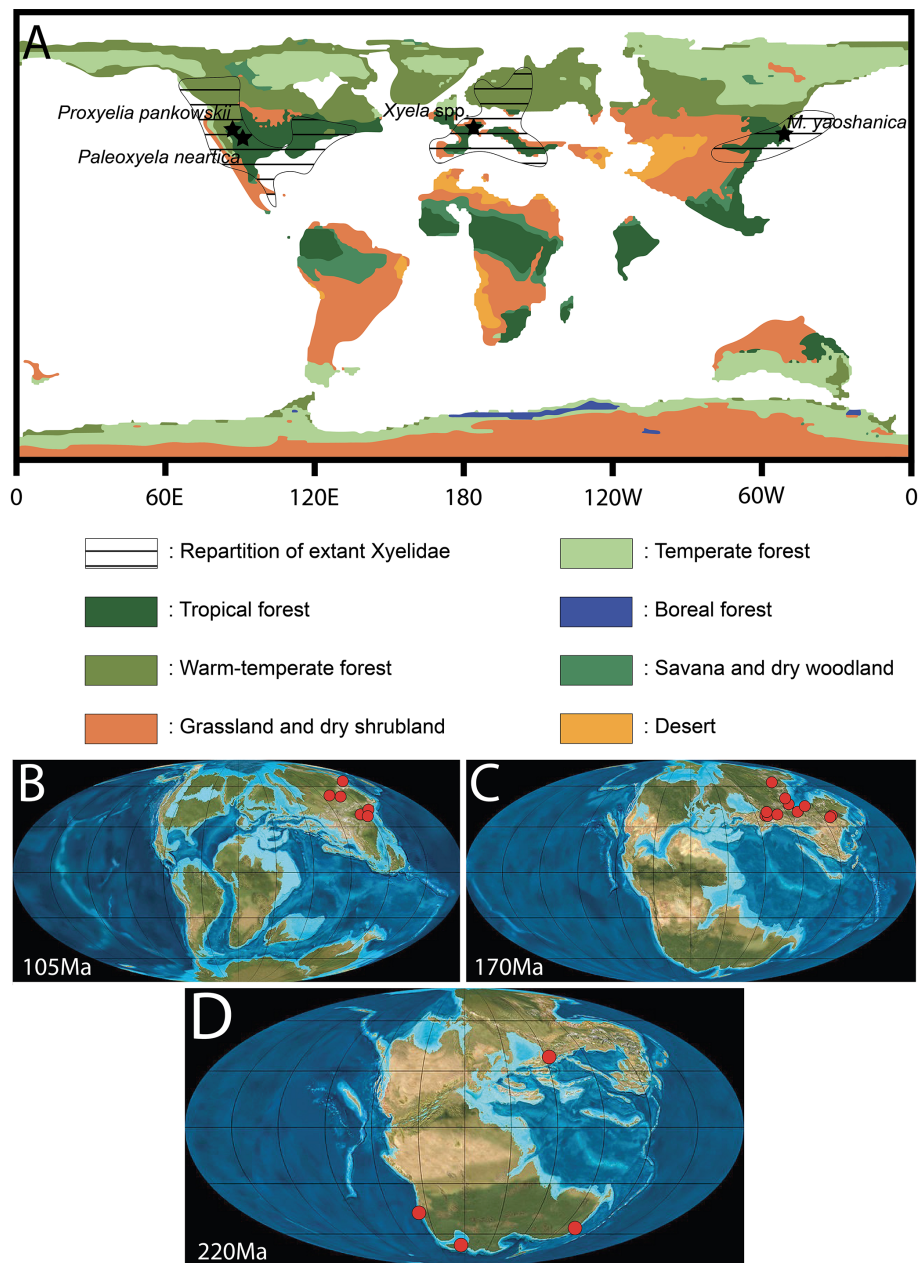 A
Proxyelia pankowskii
Xyela spp.
M. yaoshanica
Paleoxyela neartica
0 60E 120E 180 120W 60W 0
: Repartition of extant Xyelidae
: Temperate forest
: Tropical forest
: Boreal forest
: Warm-temperate forest
: Savana and dry woodland
: Grassland and dry shrubland
: Desert
B
105Ma
C
170Ma
D
220Ma